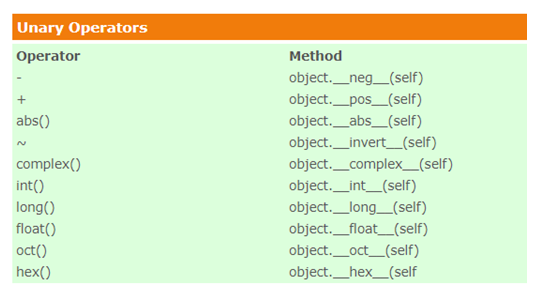 Unary Operators
Operator Method
- object.__neg__(self)
+ object.__pos__(self)
abs() object.__abs__(self)
~ object.__invert__(self)
complex() object.__complex__(self)
int() object.__int__(self)
long() object.__long__(self)
float() object.__float__(self)
oct() object.__oct__(self)
hex() object.__hex__(self